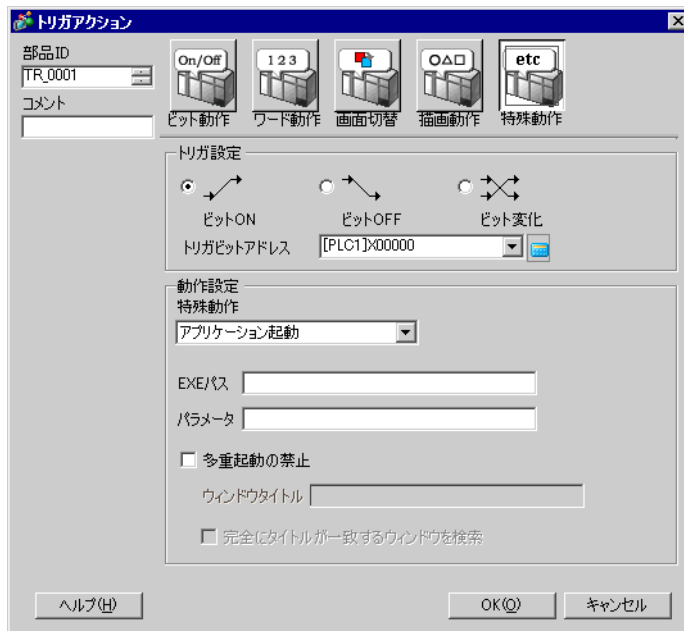 トリガアクション
部品ID
TR_0001
コメント
On/Off
1 2 3
etc
ビット動作
ワード動作
画面切替
描画動作
特殊動作
トリガ設定
ビットON
ビットOFF
ビット変化
トリガビットアドレス
[PLC1]X00000
動作設定
特殊動作
アプリケーション起動
EXEパス
パラメータ
多重起動の禁止
ウィンドウタイトル
完全にタイトルが一致するウィンドウを検索
ヘルプ(H)
OK(O)
キャンセル